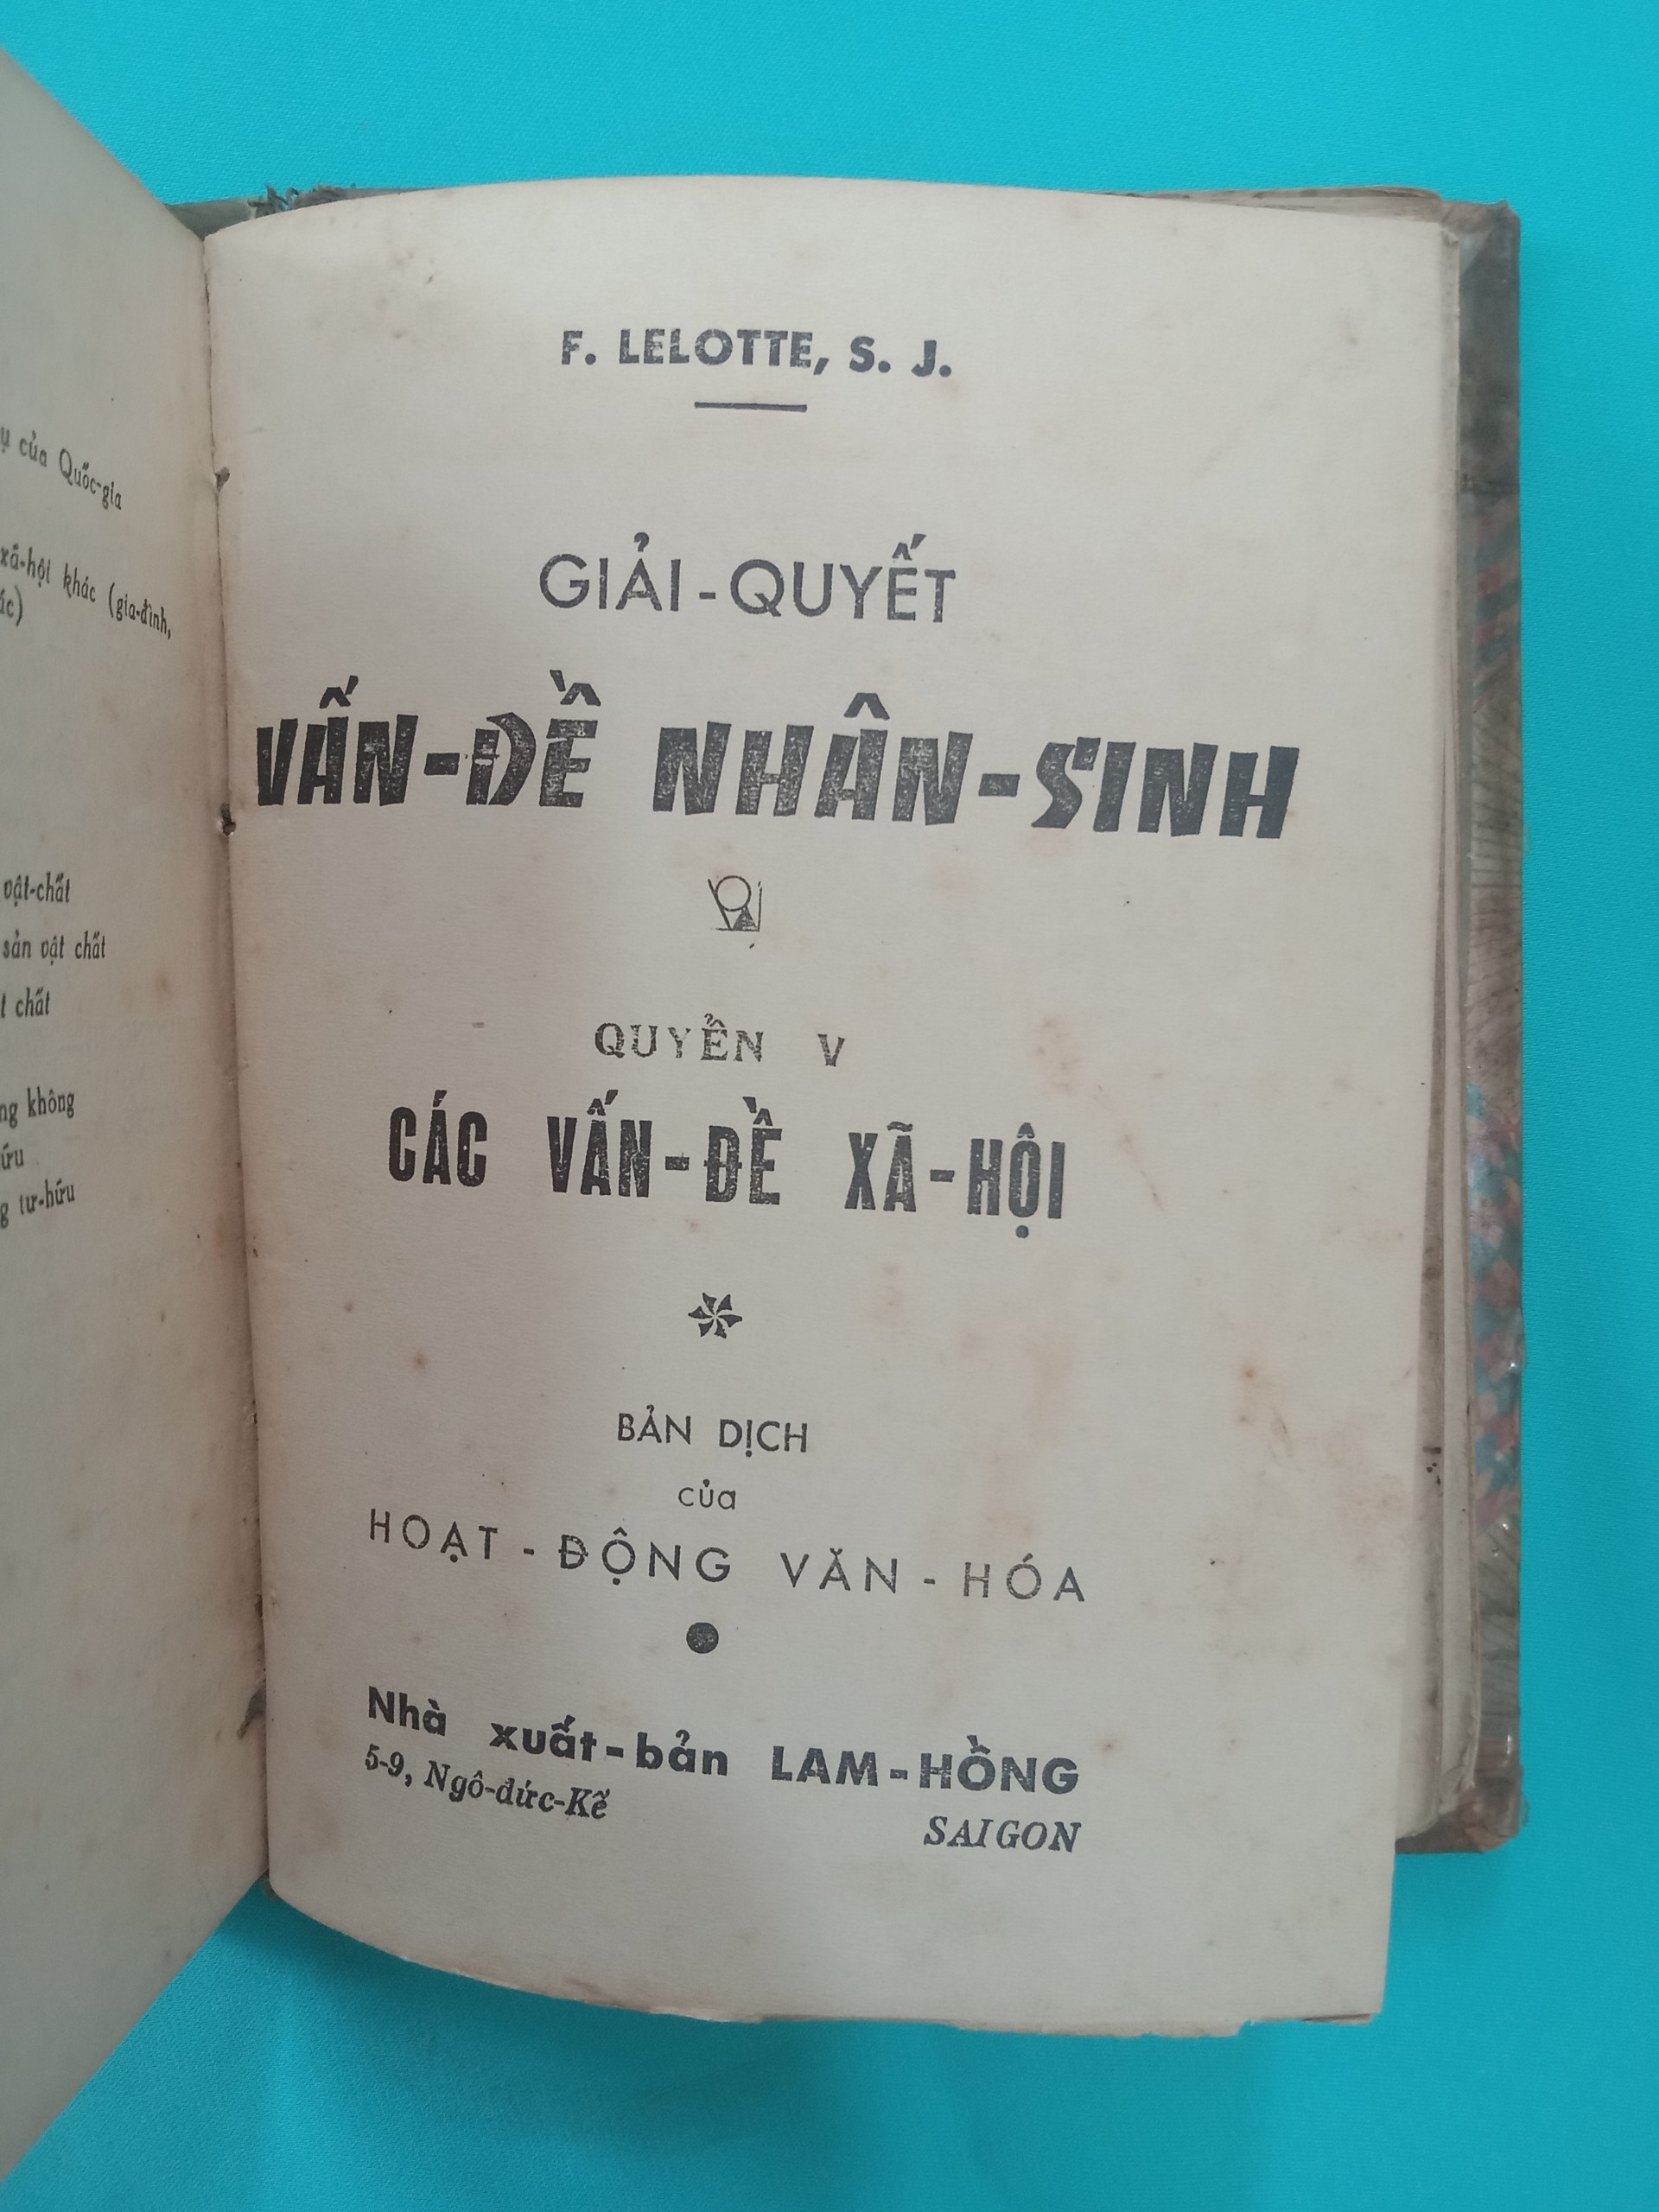 của Quốc-gia
xã-hội khác (gia-đình,
vật-chất
sản vật chất
chất
không
tư-hữu
F. LELOTTE, S. J.
GIẢI-QUYẾT
VẤN-ĐỀ NHÂN-SINH
QUYỂN V
CÁC VẤN-ĐỀ XÃ-HỘI
BẢN DỊCH
của
HOẠT-ĐỘNG VĂN-HÓA
Nhà xuất-bản LAM-HỒNG
5-9, Ngô-đức-Kế
SAIGON